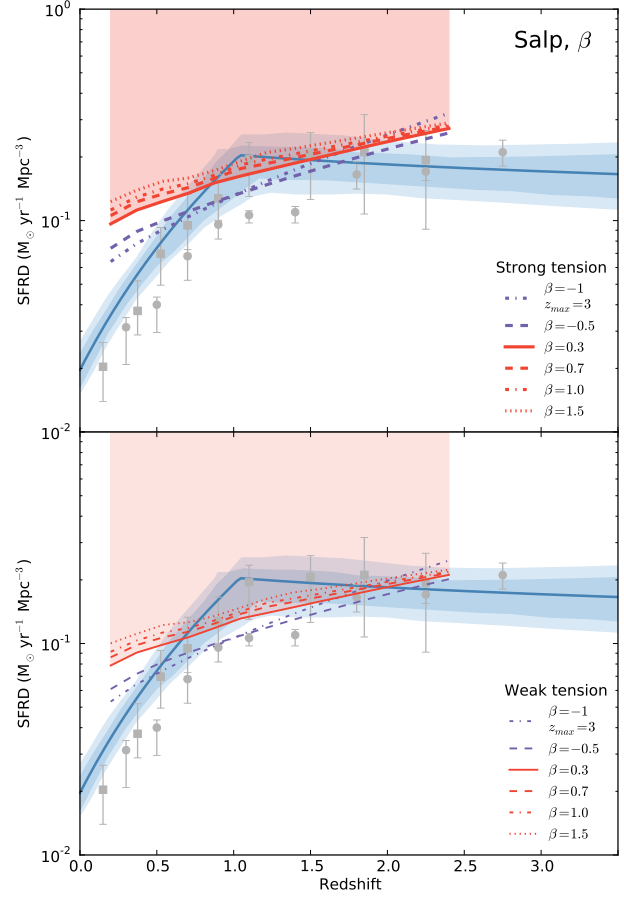 10⁰
Salp, β
SFRD (M⊙ yr⁻¹ Mpc⁻³)
10⁻¹
Strong tension
β=−1
z_max=3
β=−0.5
β=0.3
β=0.7
β=1.0
β=1.5
10⁻²
SFRD (M⊙ yr⁻¹ Mpc⁻³)
10⁻¹
Weak tension
β=−1
z_max=3
β=−0.5
β=0.3
β=0.7
β=1.0
β=1.5
10⁻²
0.0 0.5 1.0 1.5 2.0 2.5 3.0
Redshift